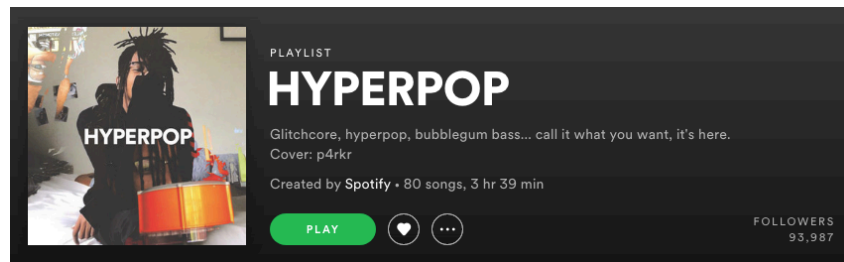 HYPERPOP
PLAYLIST
HYPERPOP
Glitchcore, hyperpop, bubblegum bass... call it what you want, it's here.
Cover: p4rkr
Created by Spotify • 80 songs, 3 hr 39 min
PLAY
FOLLOWERS
93,987